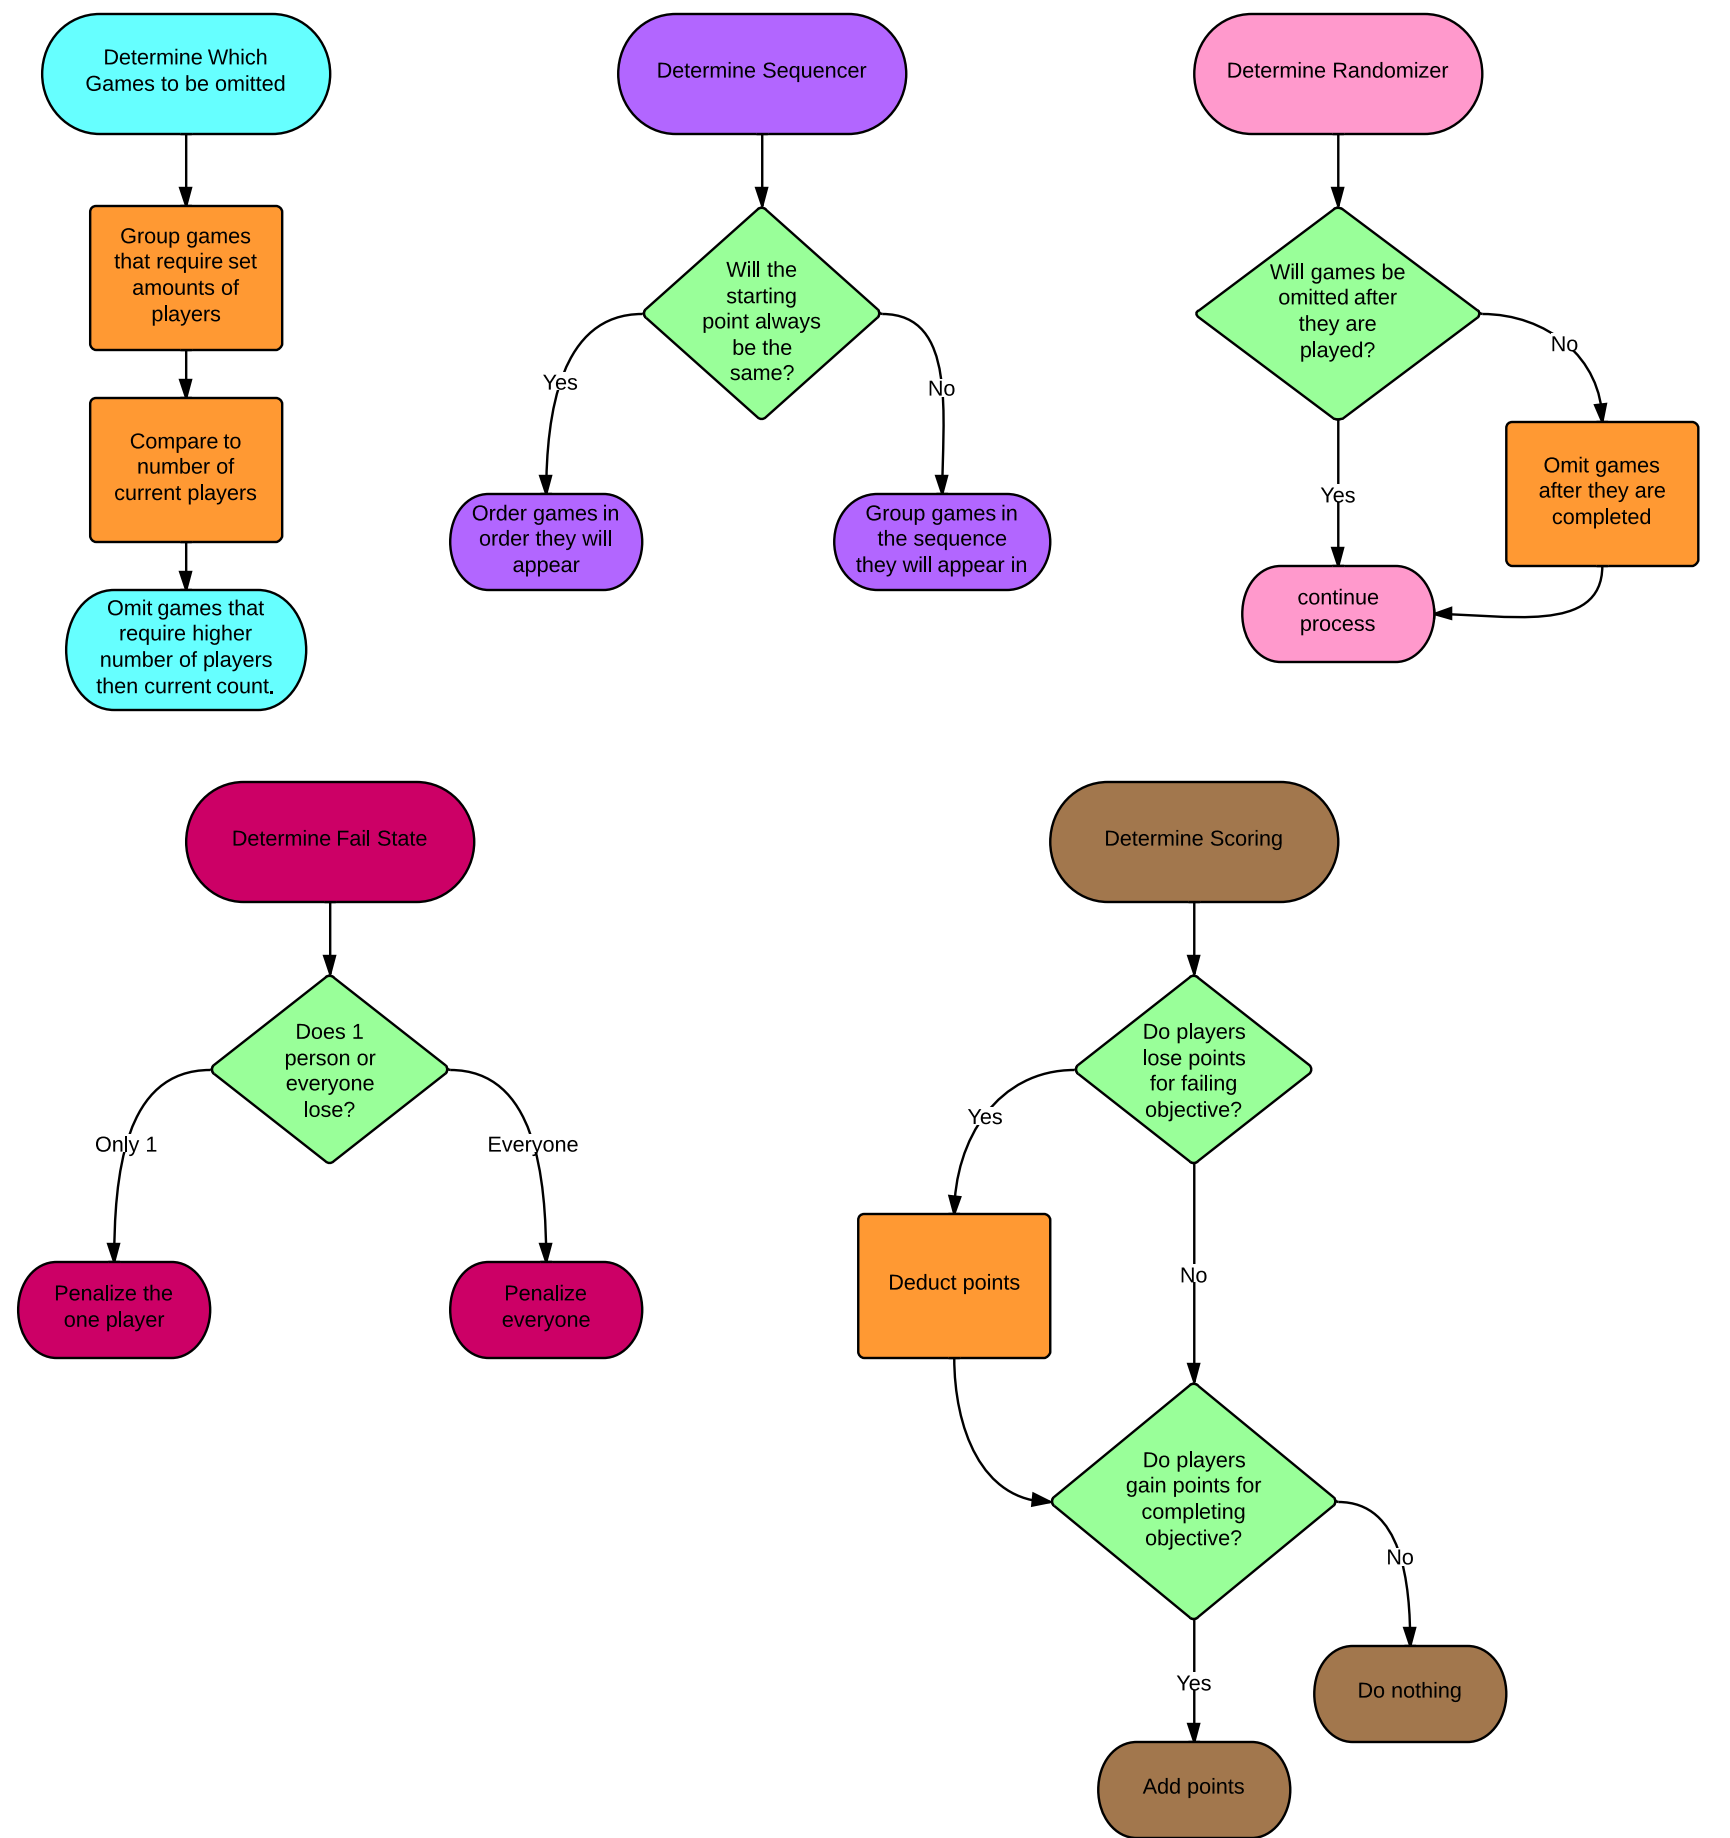 Determine Which
Games to be omitted
Group games
that require set
amounts of
players
Compare to
number of
current players
Omit games that
require higher
number of players
then current count.
Determine Sequencer
Will the
starting
point always
be the
same?
Yes
No
Order games in
order they will
appear
Group games in
the sequence
they will appear in
Determine Randomizer
Will games be
omitted after
they are
played?
No
Yes
Omit games
after they are
completed
continue
process
Determine Fail State
Does 1
person or
everyone
lose?
Only 1
Everyone
Penalize the
one player
Penalize
everyone
Determine Scoring
Do players
lose points
for failing
objective?
Yes
No
Deduct points
Do players
gain points for
completing
objective?
No
Yes
Do nothing
Add points